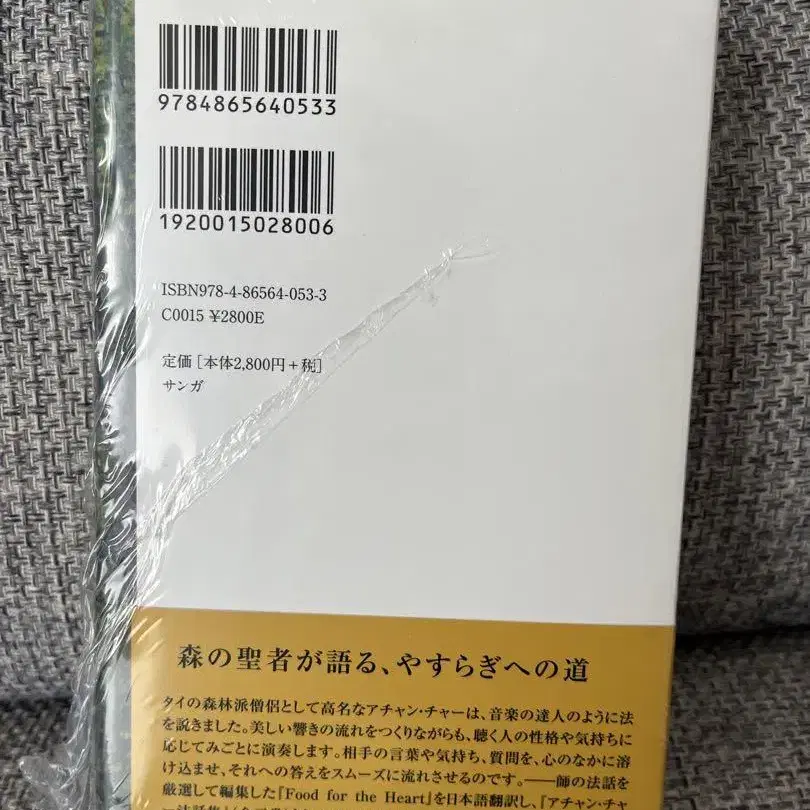 9784865640533
1920015028006
ISBN978-4-86564-053-3
C0015 ¥2800E
定価 [本体2,800円+税]
サンガ
森の聖者が語る、やすらぎへの道
タイの森林派僧侶として高名なアチャン・チャーは、音楽の達人のように法
を説きました。美しい響きの流れをつくりながらも、聴く人の性格や気持ちに
応じてみごとに演奏します。相手の言葉や気持ち、質問を、心のなかに溶
け込ませ、それへの答えをスムーズに流れさせるのです。――師の法話を
厳選して編集した『Food for the Heart』を日本語翻訳し、『アチャン・チャ